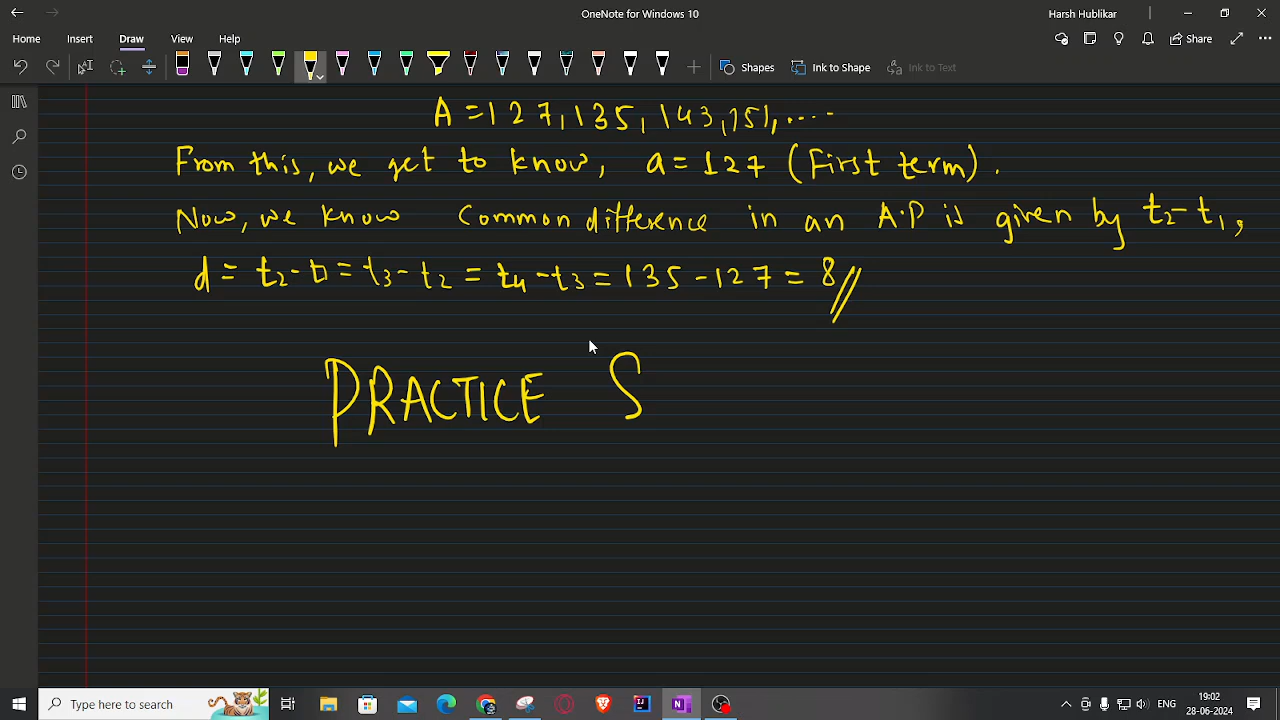 OneNote for Windows 10
Harsh Hublikar
Home Insert Draw View Help
Share
Shapes Ink to Shape Ink to Text
A = 127, 135, 143, 151, ....
From this, we get to know, a = 127 (First term).
Now, we know common difference in an A.P is given by t₂ - t₁,
d = t₂ - t₁ = t₃ - t₂ = t₄ - t₃ = 135 - 127 = 8//
PRACTICE S
Type here to search
ENG
19:02
28-06-2024